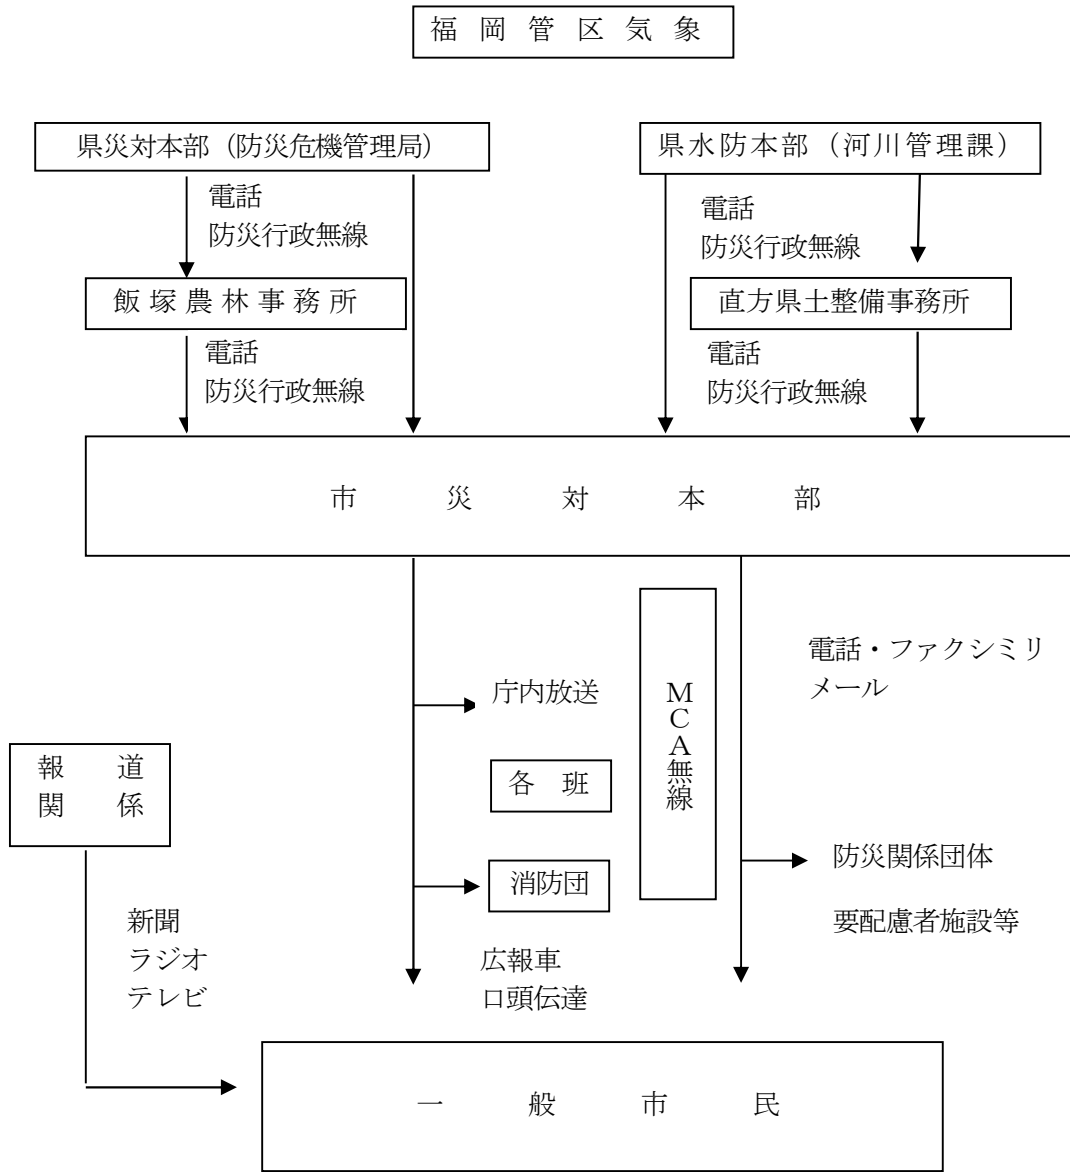 福岡管区気象
県災対本部（防災危機管理局）
県水防本部（河川管理課）
電話
防災行政無線
電話
防災行政無線
飯塚農林事務所
直方県土整備事務所
電話
防災行政無線
電話
防災行政無線
市災対本部
電話・ファクシミリ
メール
庁内放送
MCA無線
報道
関係
各班
消防団
防災関係団体
要配慮者施設等
新聞
ラジオ
テレビ
広報車
口頭伝達
一般市民